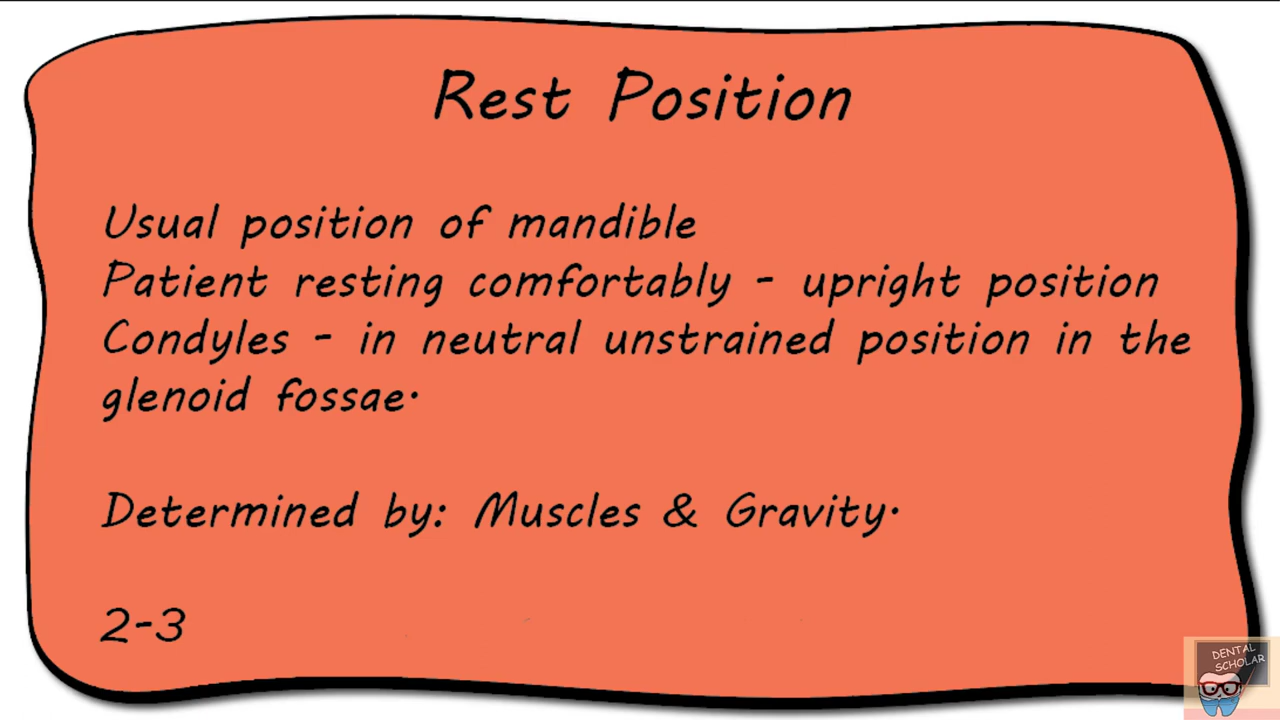 Rest Position
Usual position of mandible
Patient resting comfortably - upright position
Condyles - in neutral unstrained position in the
glenoid fossae.
Determined by: Muscles & Gravity.
2-3
DENTAL
SCHOLAR